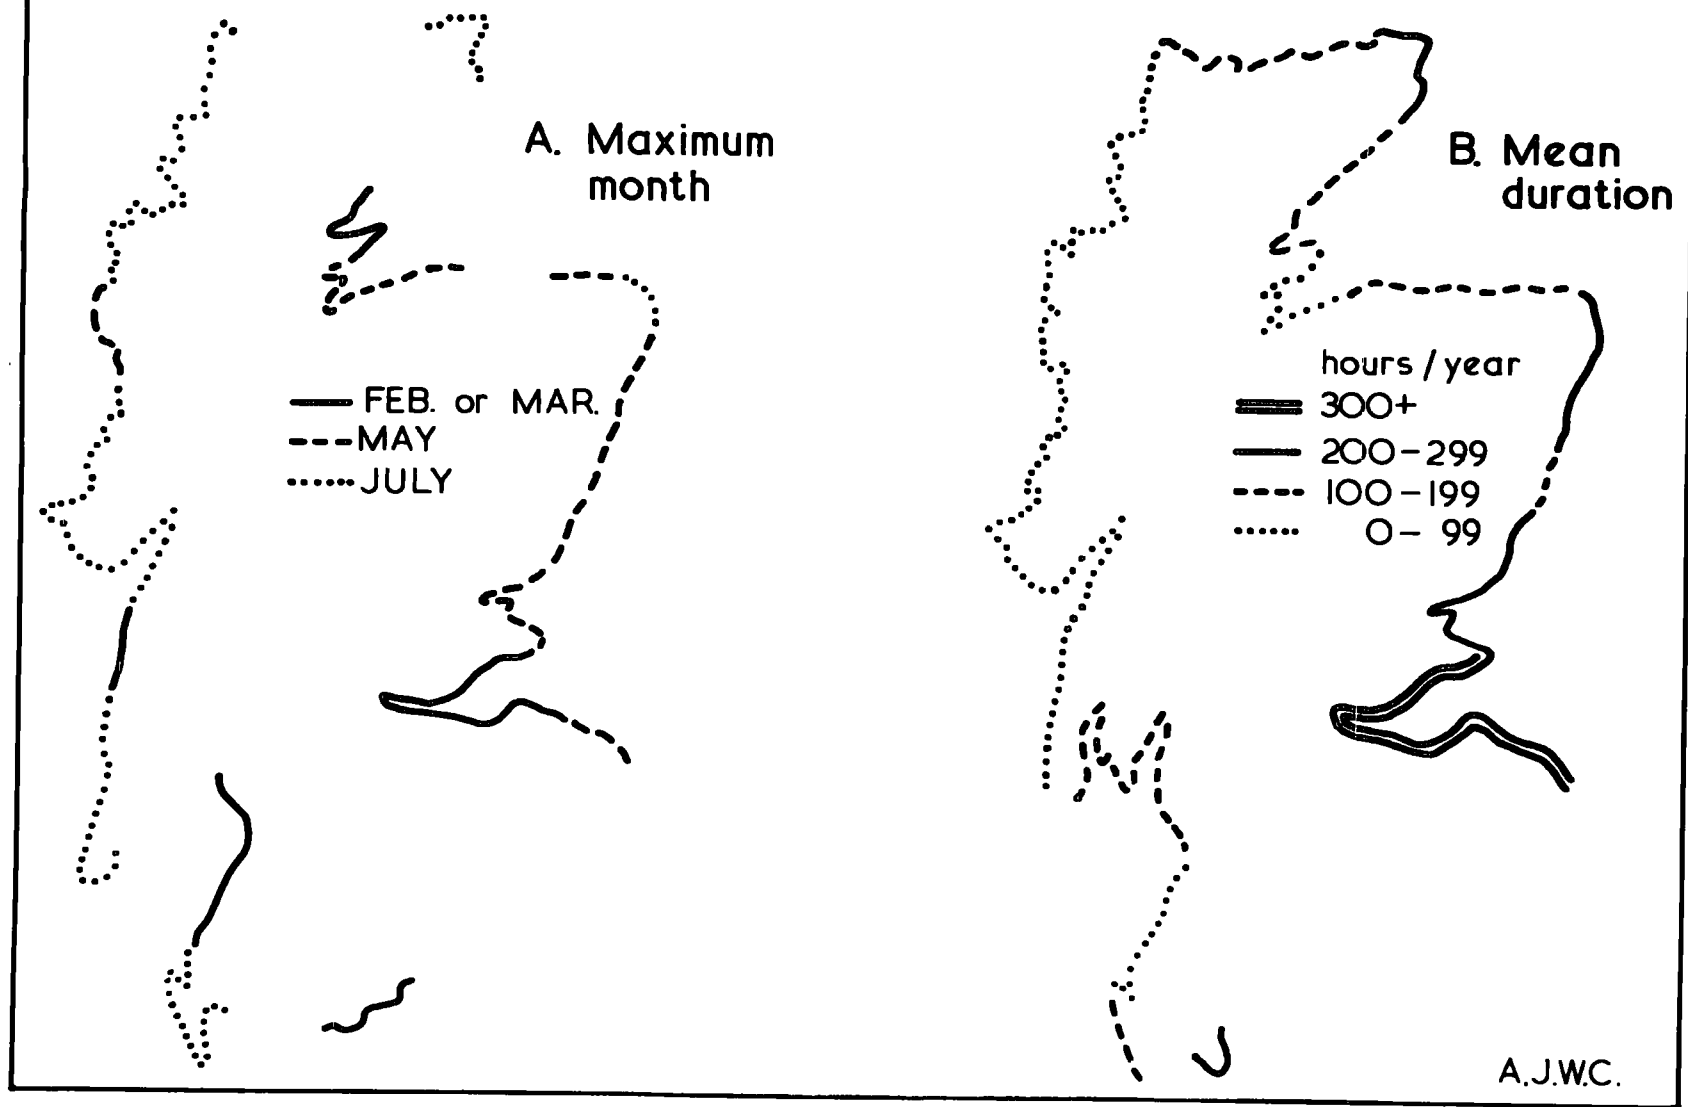 A. Maximum
month
FEB. or MAR.
MAY
JULY
B. Mean
duration
hours / year
300+
200-299
100-199
0-99
A.J.W.C.